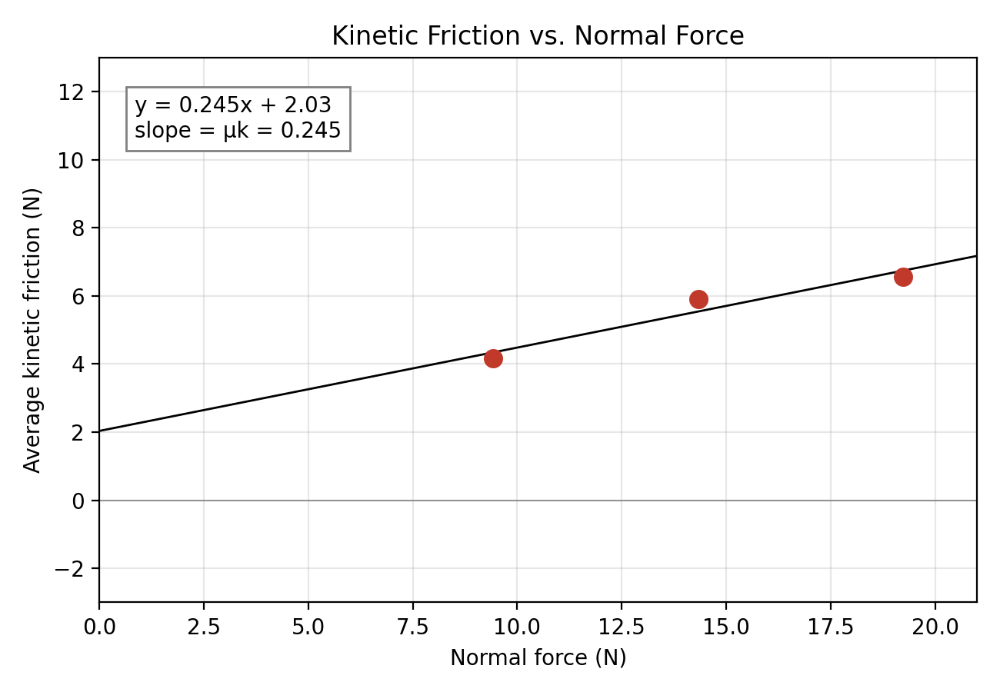 Kinetic Friction vs. Normal Force
y = 0.245x + 2.03
slope = μk = 0.245
Average kinetic friction (N)
12
10
8
6
4
2
0
−2
0.0 2.5 5.0 7.5 10.0 12.5 15.0 17.5 20.0
Normal force (N)